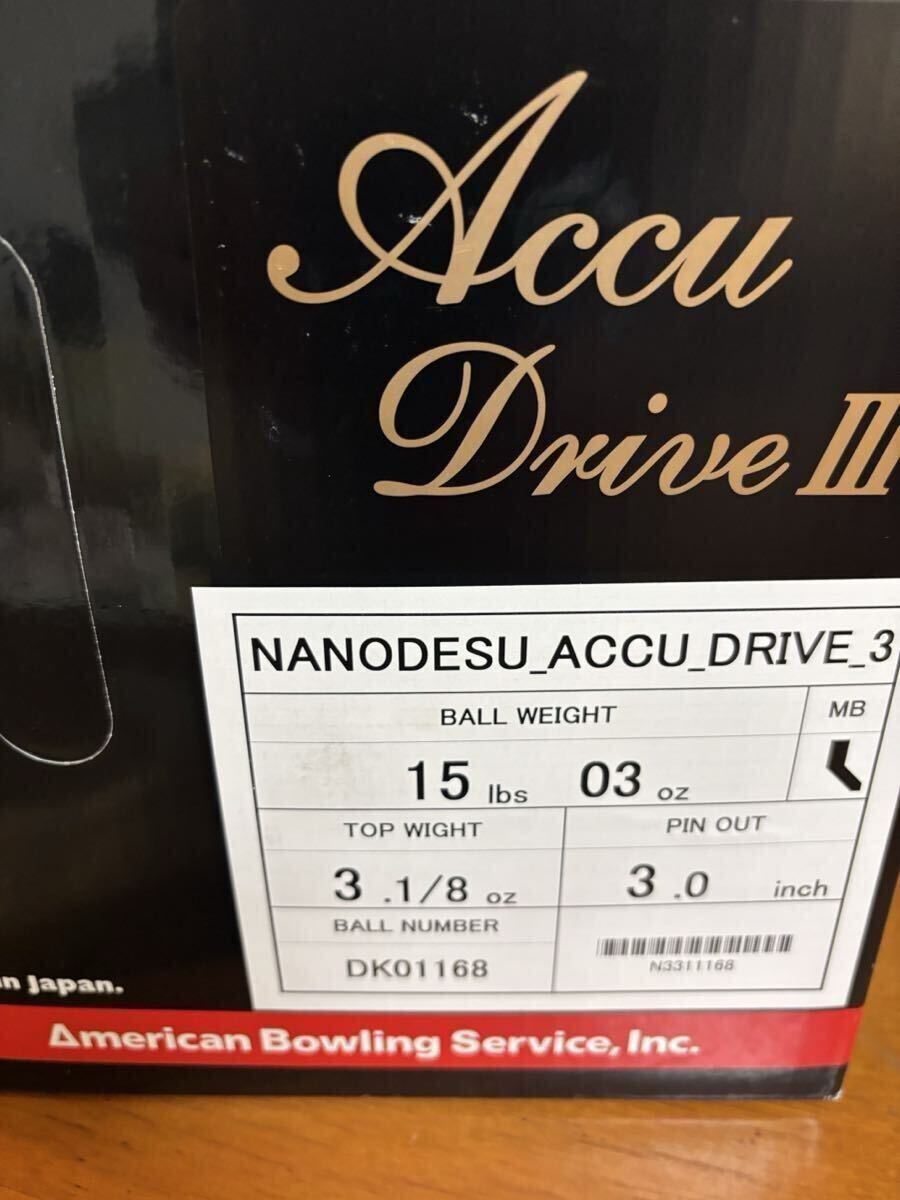 Accu
Drive III
NANODESU_ACCU_DRIVE_3
BALL WEIGHT MB
15 lbs 03 oz
TOP WIGHT PIN OUT
3 .1/8 oz 3 .0 inch
BALL NUMBER
DK01168 N3311168
n Japan.
American Bowling Service, Inc.